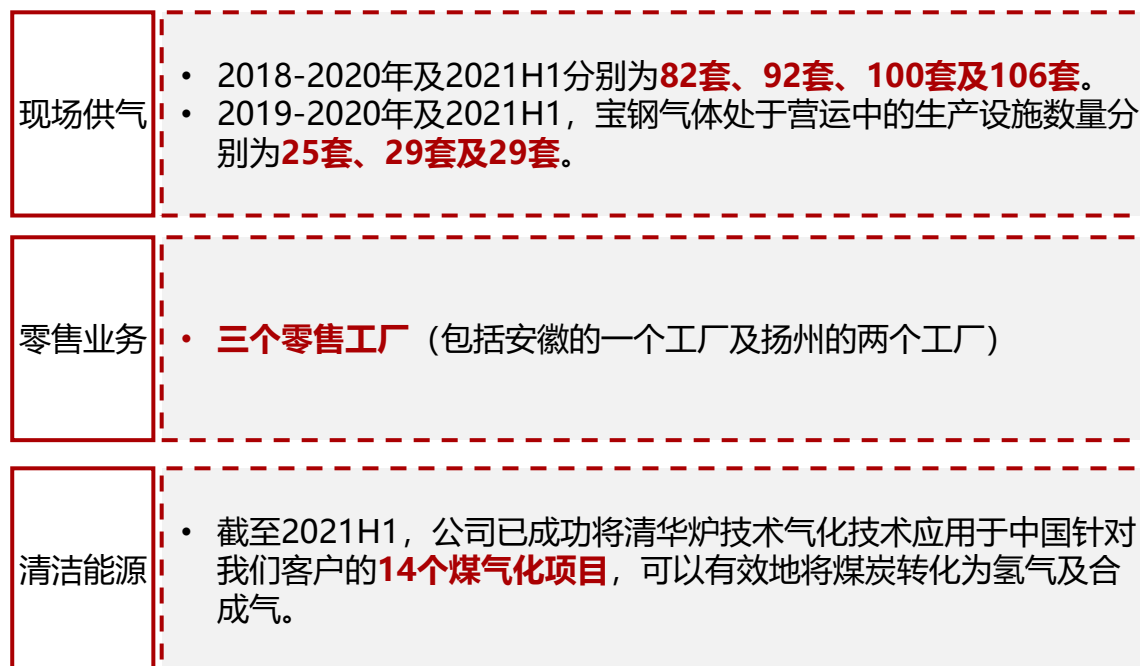 现场供气
• 2018-2020年及2021H1分别为82套、92套、100套及106套。
• 2019-2020年及2021H1，宝钢气体处于营运中的生产设施数量分
别为25套、29套及29套。
零售业务
• 三个零售工厂（包括安徽的一个工厂及扬州的两个工厂）
清洁能源
• 截至2021H1，公司已成功将清华炉技术气化技术应用于中国针对
我们客户的14个煤气化项目，可以有效地将煤炭转化为氢气及合
成气。